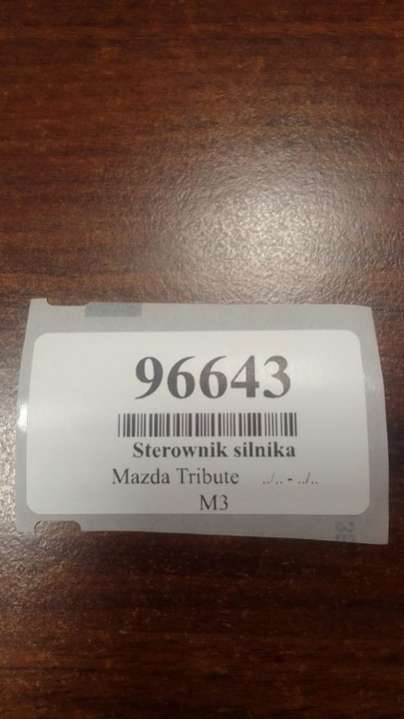 96643
Sterownik silnika
Mazda Tribute ../.. - ../..
M3